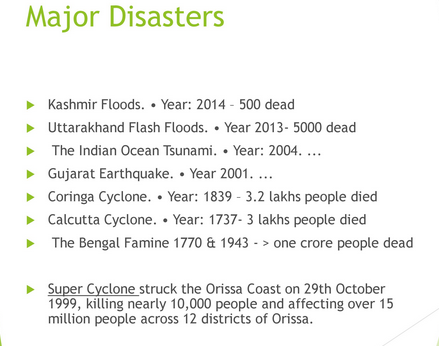 Major Disasters
Kashmir Floods. • Year: 2014 – 500 dead
Uttarakhand Flash Floods. • Year 2013- 5000 dead
The Indian Ocean Tsunami. • Year: 2004. ...
Gujarat Earthquake. • Year 2001. ...
Coringa Cyclone. • Year: 1839 – 3.2 lakhs people died
Calcutta Cyclone. • Year: 1737- 3 lakhs people died
The Bengal Famine 1770 & 1943 - > one crore people dead
Super Cyclone struck the Orissa Coast on 29th October
1999, killing nearly 10,000 people and affecting over 15
million people across 12 districts of Orissa.